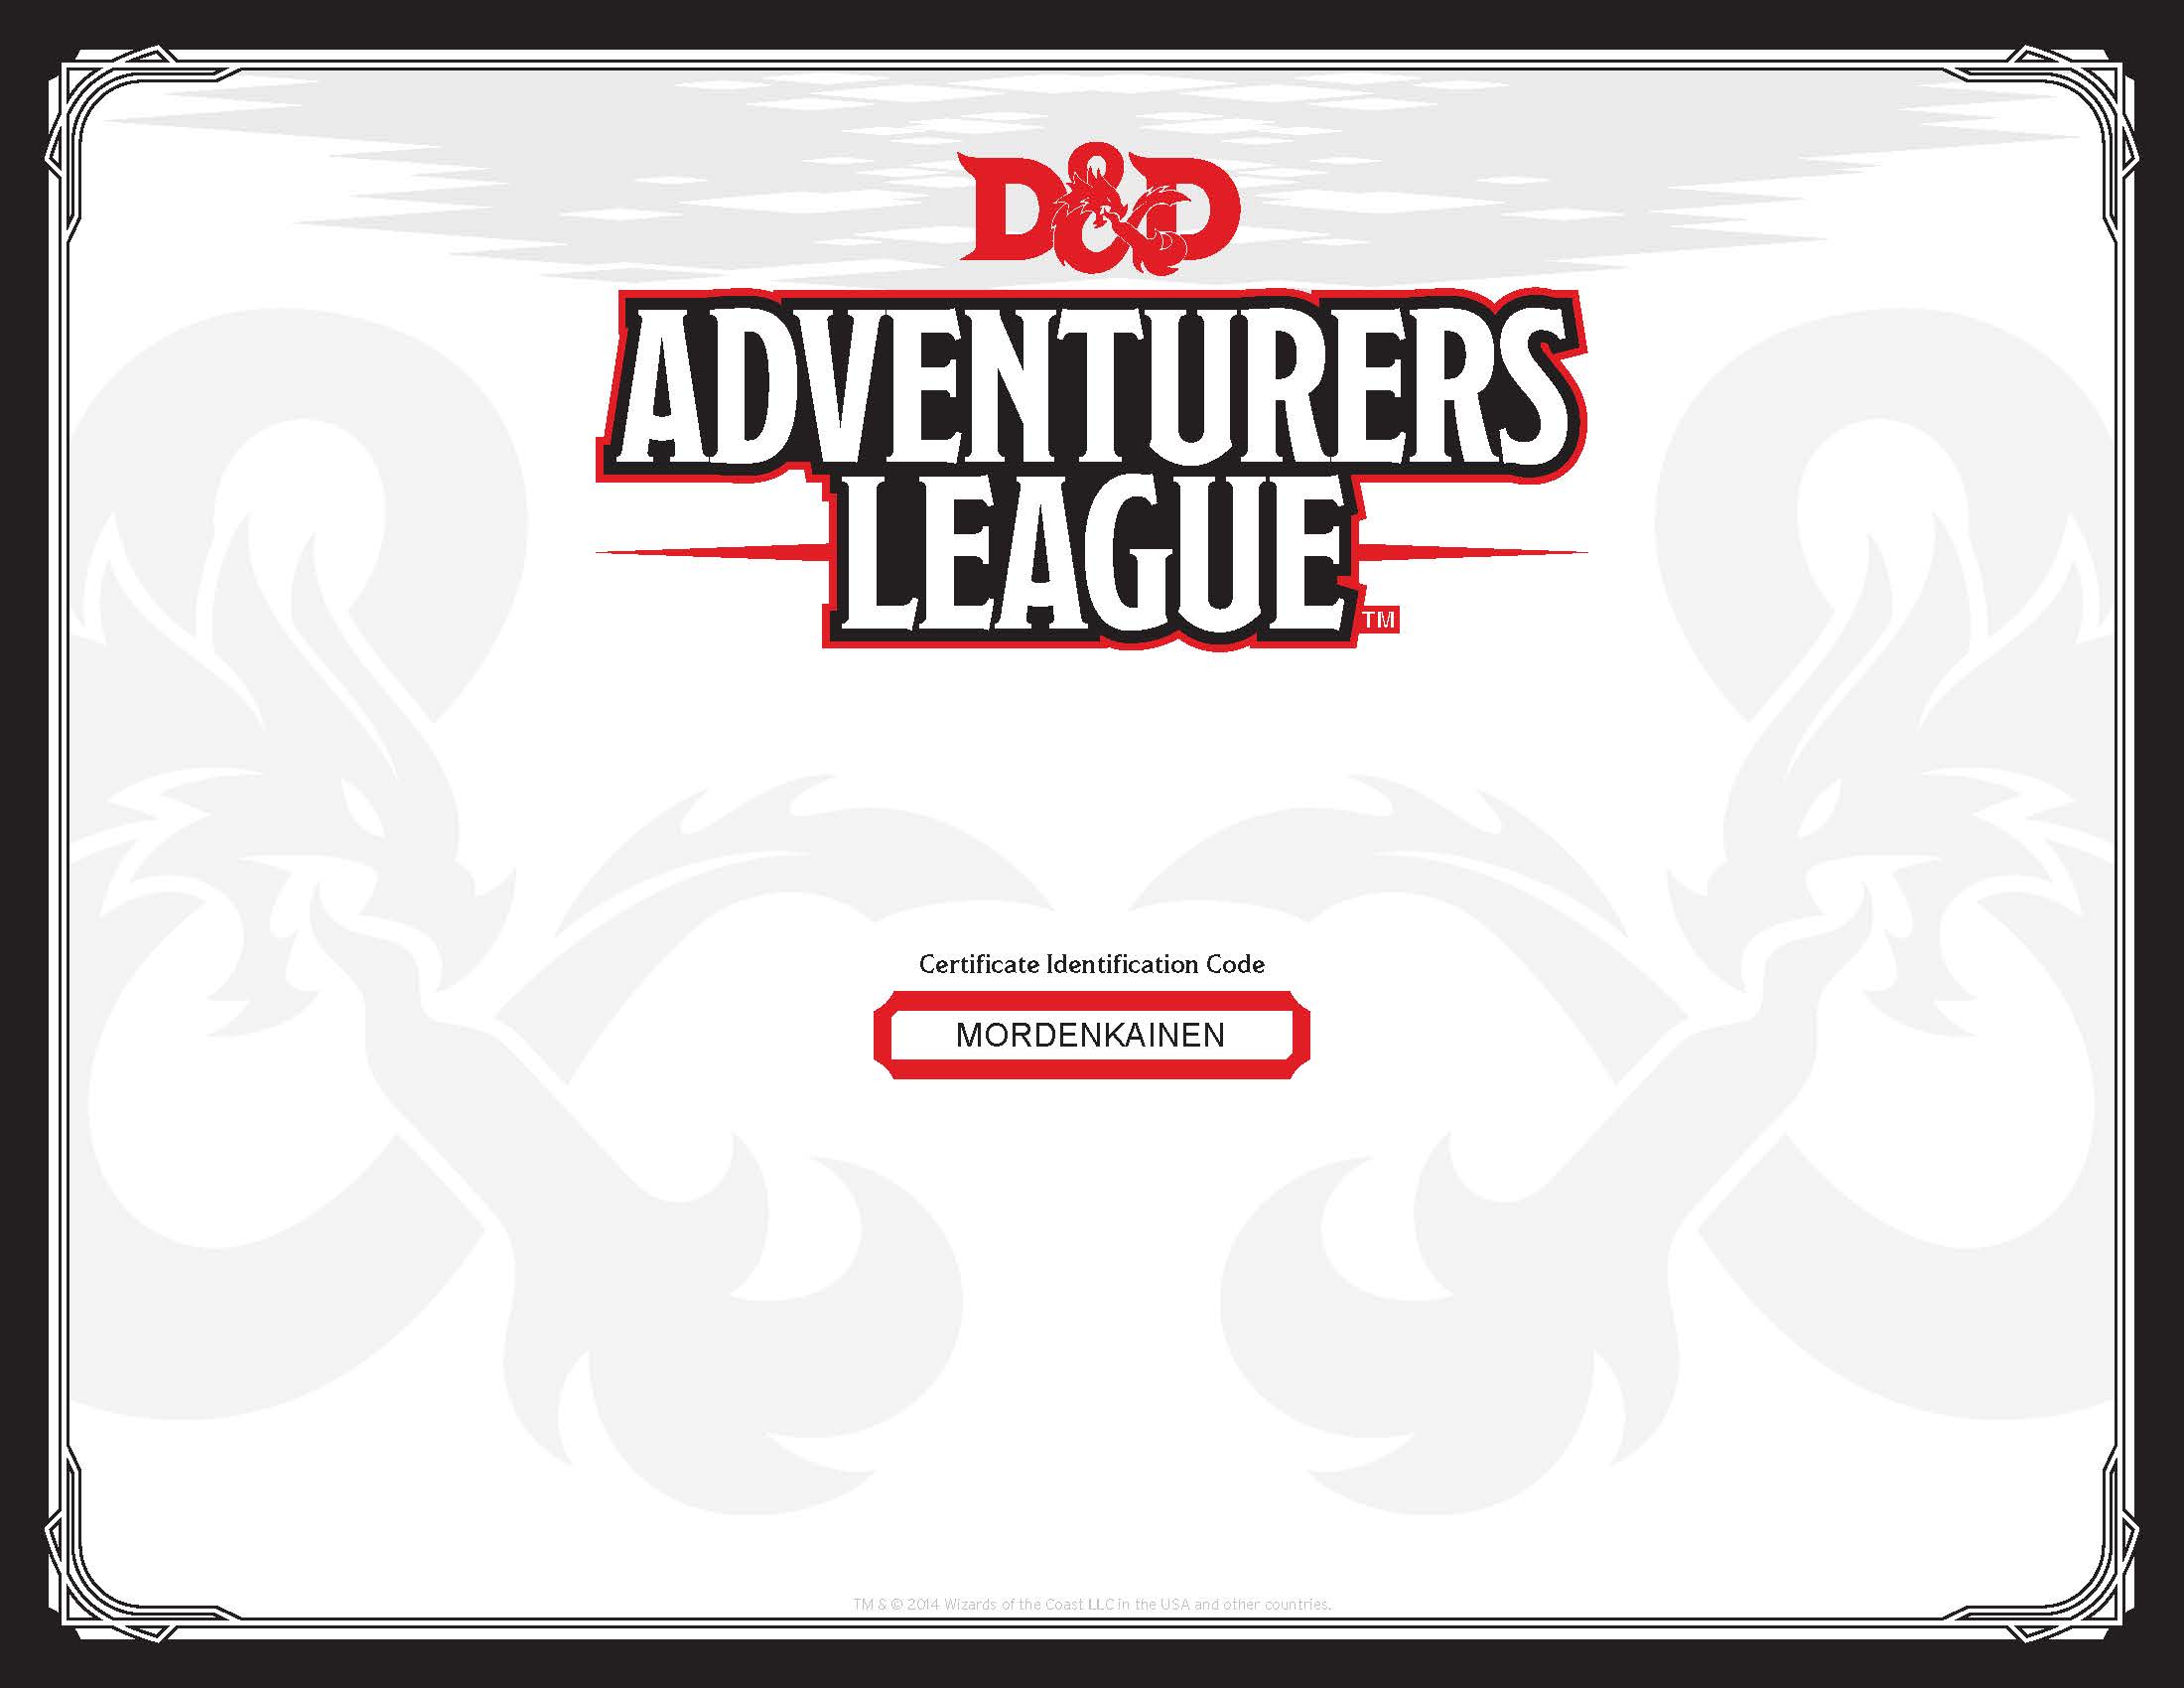 D&D
ADVENTURERS
LEAGUE™
Certificate Identification Code
MORDENKAINEN
TM & © 2014 Wizards of the Coast LLC in the USA and other countries.